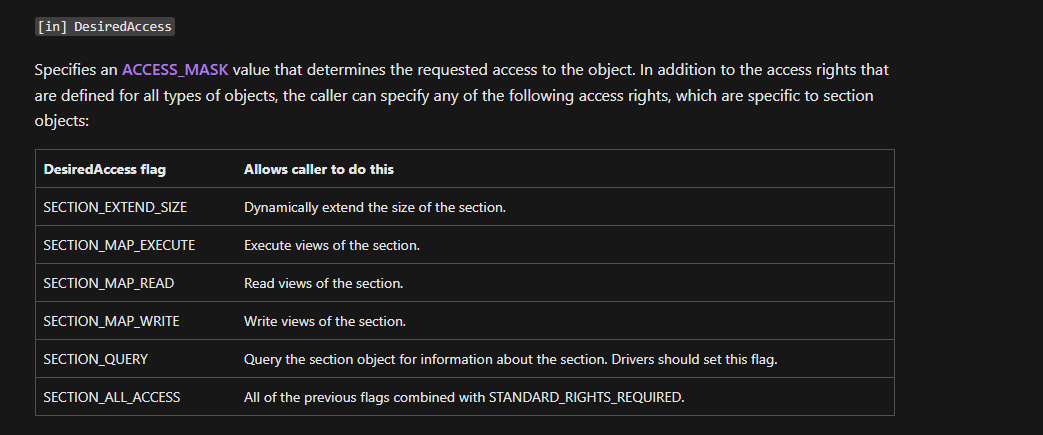 [in] DesiredAccess
Specifies an ACCESS_MASK value that determines the requested access to the object. In addition to the access rights that
are defined for all types of objects, the caller can specify any of the following access rights, which are specific to section
objects:
DesiredAccess flag Allows caller to do this
SECTION_EXTEND_SIZE Dynamically extend the size of the section.
SECTION_MAP_EXECUTE Execute views of the section.
SECTION_MAP_READ Read views of the section.
SECTION_MAP_WRITE Write views of the section.
SECTION_QUERY Query the section object for information about the section. Drivers should set this flag.
SECTION_ALL_ACCESS All of the previous flags combined with STANDARD_RIGHTS_REQUIRED.